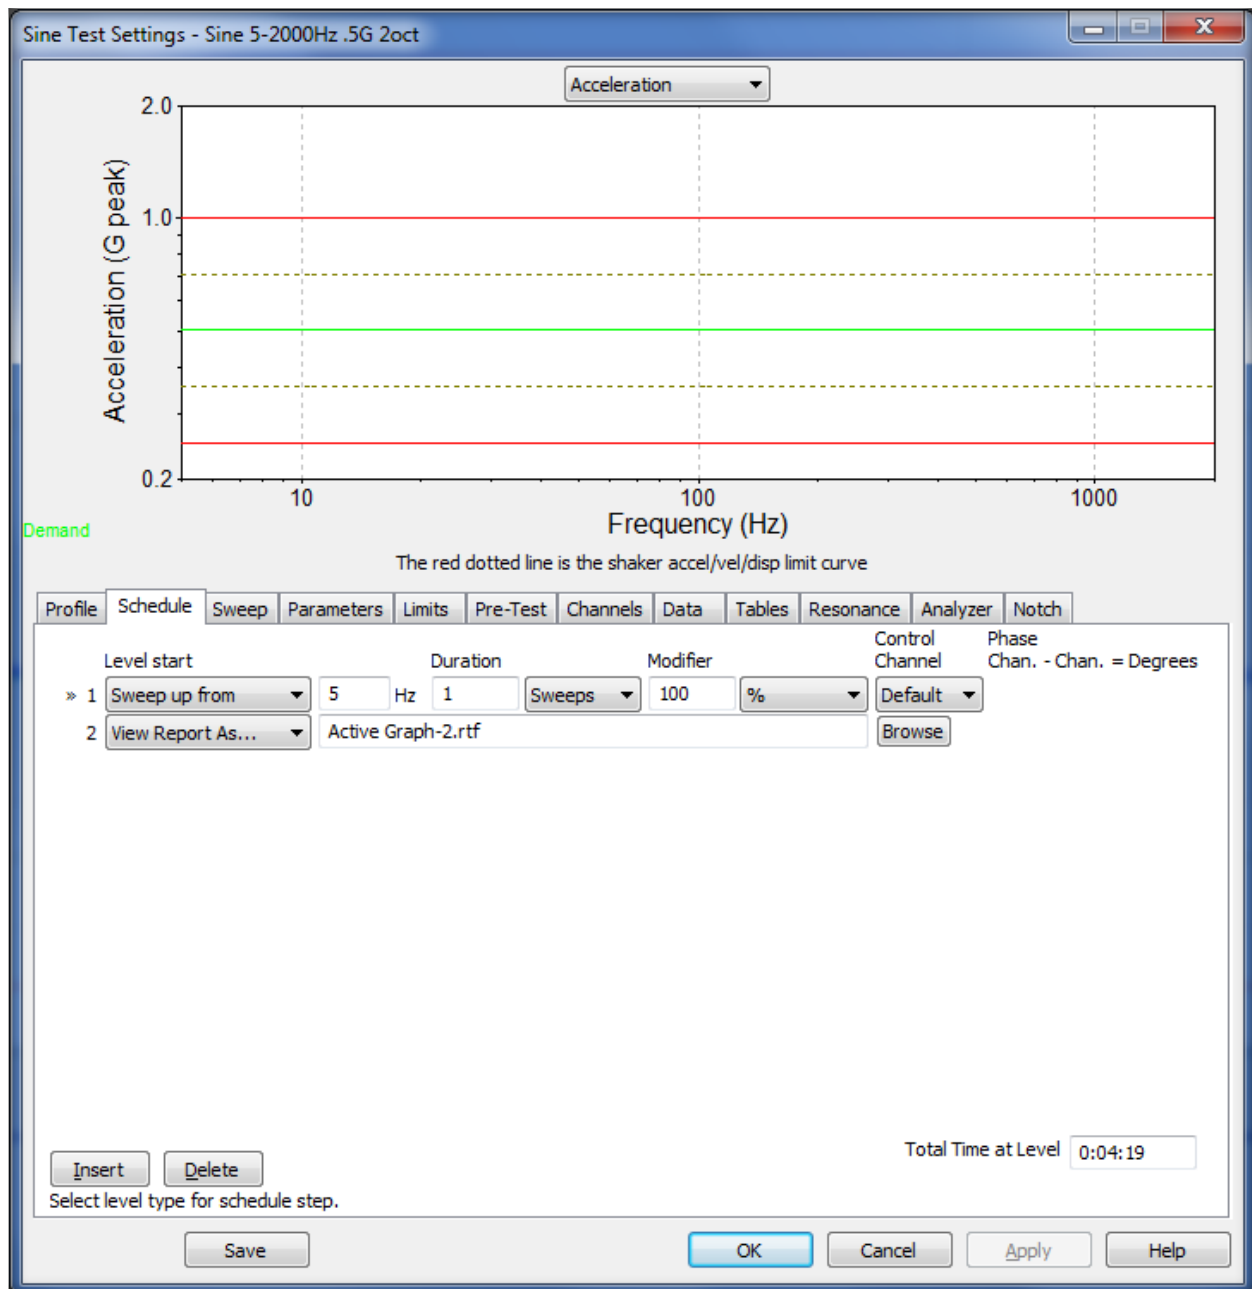 Sine Test Settings - Sine 5-2000Hz .5G 2oct
Acceleration
2.0
1.0
0.2
Acceleration (G peak)
10 100 1000
Frequency (Hz)
Demand
The red dotted line is the shaker accel/vel/disp limit curve
Profile Schedule Sweep Parameters Limits Pre-Test Channels Data Tables Resonance Analyzer Notch
Control Phase
Level start Duration Modifier Channel Chan. - Chan. = Degrees
» 1 Sweep up from 5 Hz 1 Sweeps 100 % Default
2 View Report As... Active Graph-2.rtf Browse
Total Time at Level 0:04:19
Insert Delete
Select level type for schedule step.
Save OK Cancel Apply Help